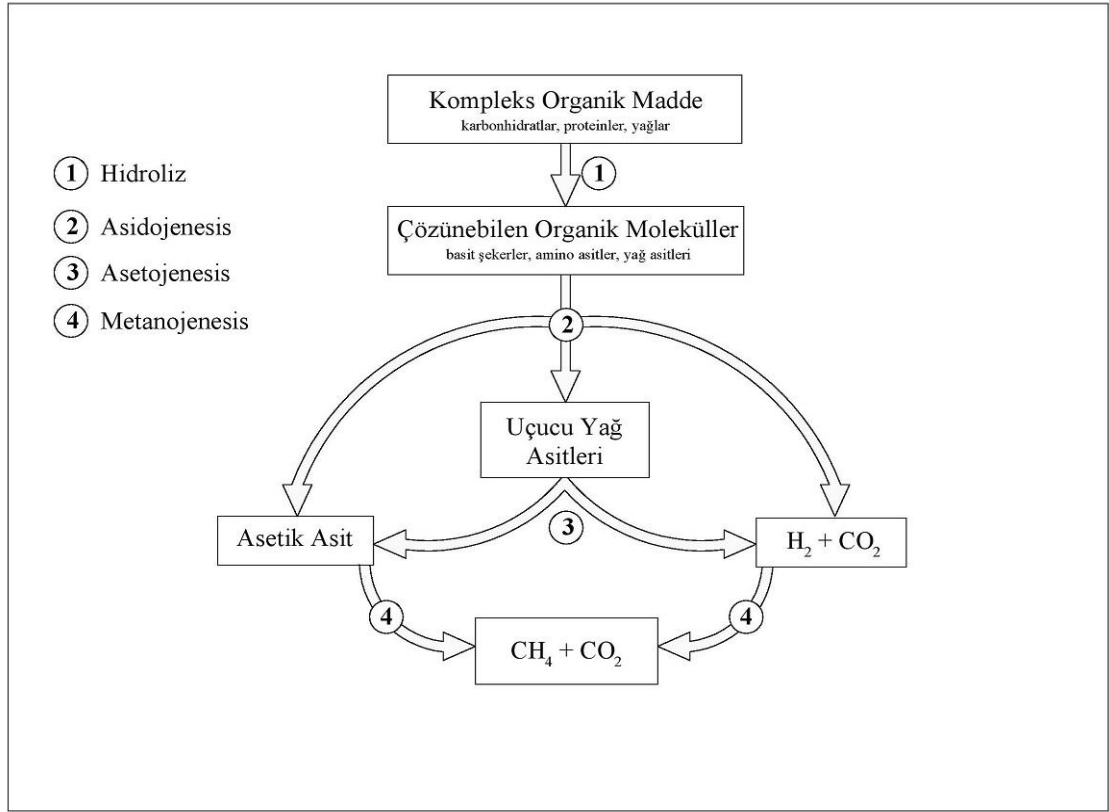 Kompleks Organik Madde
karbonhidratlar, proteinler, yağlar
1 Hidroliz
1
2 Asidojenesis
Çözünebilen Organik Moleküller
basit şekerler, amino asitler, yağ asitleri
3 Asetojenesis
4 Metanojenesis
2
Uçucu Yağ
Asitleri
3
Asetik Asit
H₂ + CO₂
4
4
CH₄ + CO₂